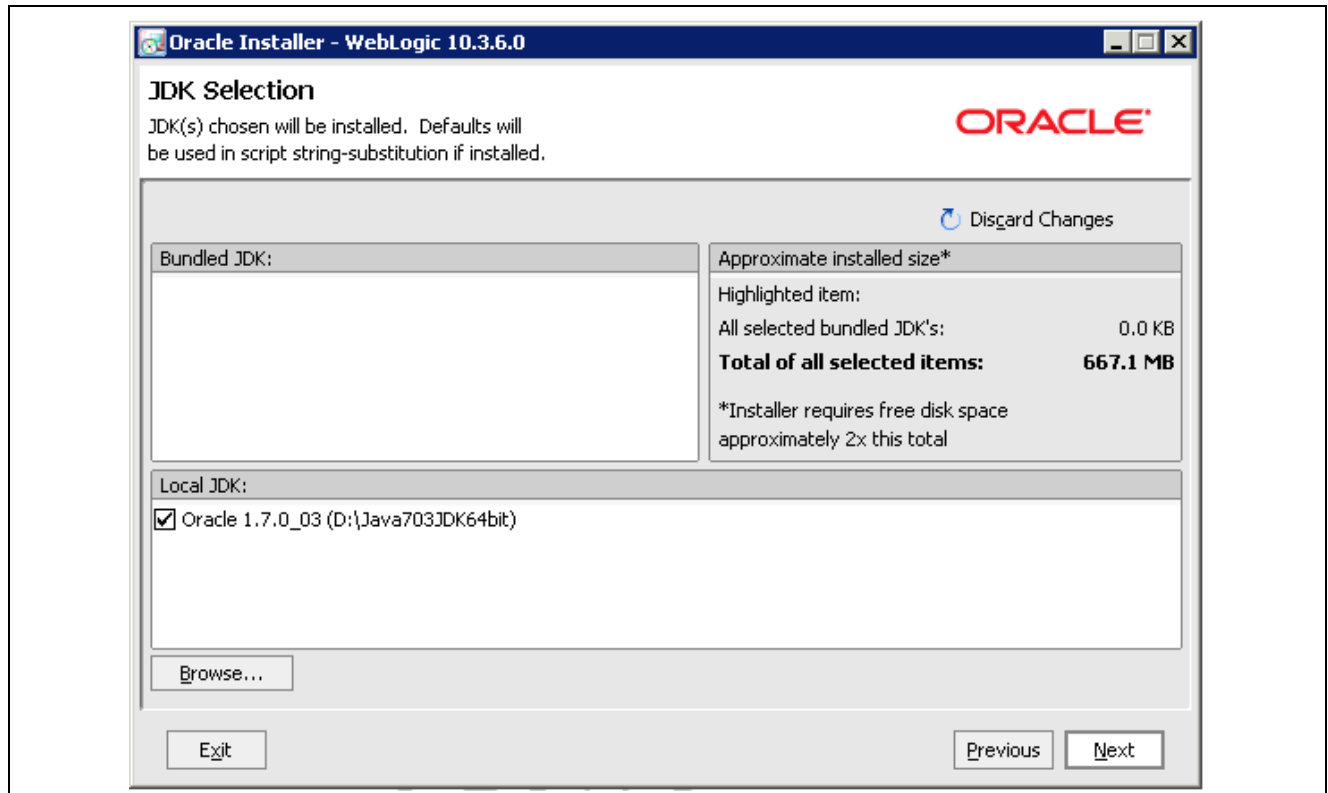 Oracle Installer - WebLogic 10.3.6.0
JDK Selection
JDK(s) chosen will be installed. Defaults will
be used in script string-substitution if installed.
ORACLE
Discard Changes
Bundled JDK:
Approximate installed size*
Highlighted item:
All selected bundled JDK's: 0.0 KB
Total of all selected items: 667.1 MB
*Installer requires free disk space
approximately 2x this total
Local JDK:
Oracle 1.7.0_03 (D:\Java703JDK64bit)
Browse...
Exit
Previous
Next